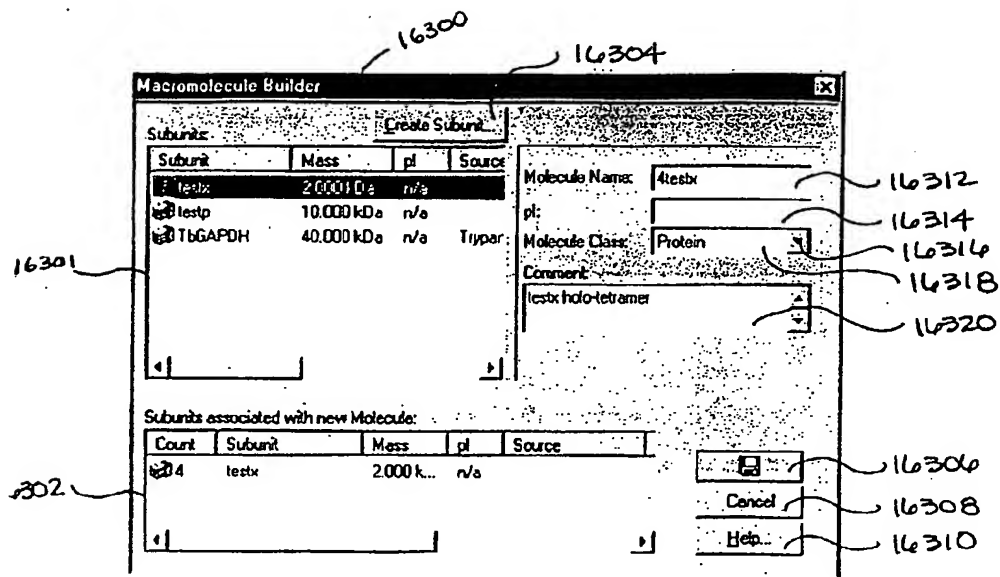 16300
16304
Macromolecule Builder
Create Subunit...
Subunits:
Subunit Mass pI Source
testx 2.000 kDa n/a
testp 10.000 kDa n/a
TbGAPDH 40.000 kDa n/a Trypar
Molecule Name: 4testx
16312
pI:
16314
Molecule Class: Protein
16316
16318
Comment:
testx holo-tetramer
16320
16301
Subunits associated with new Molecule:
Count Subunit Mass pI Source
4 testx 2.000 k... n/a
6302
16306
Cancel
16308
Help...
16310